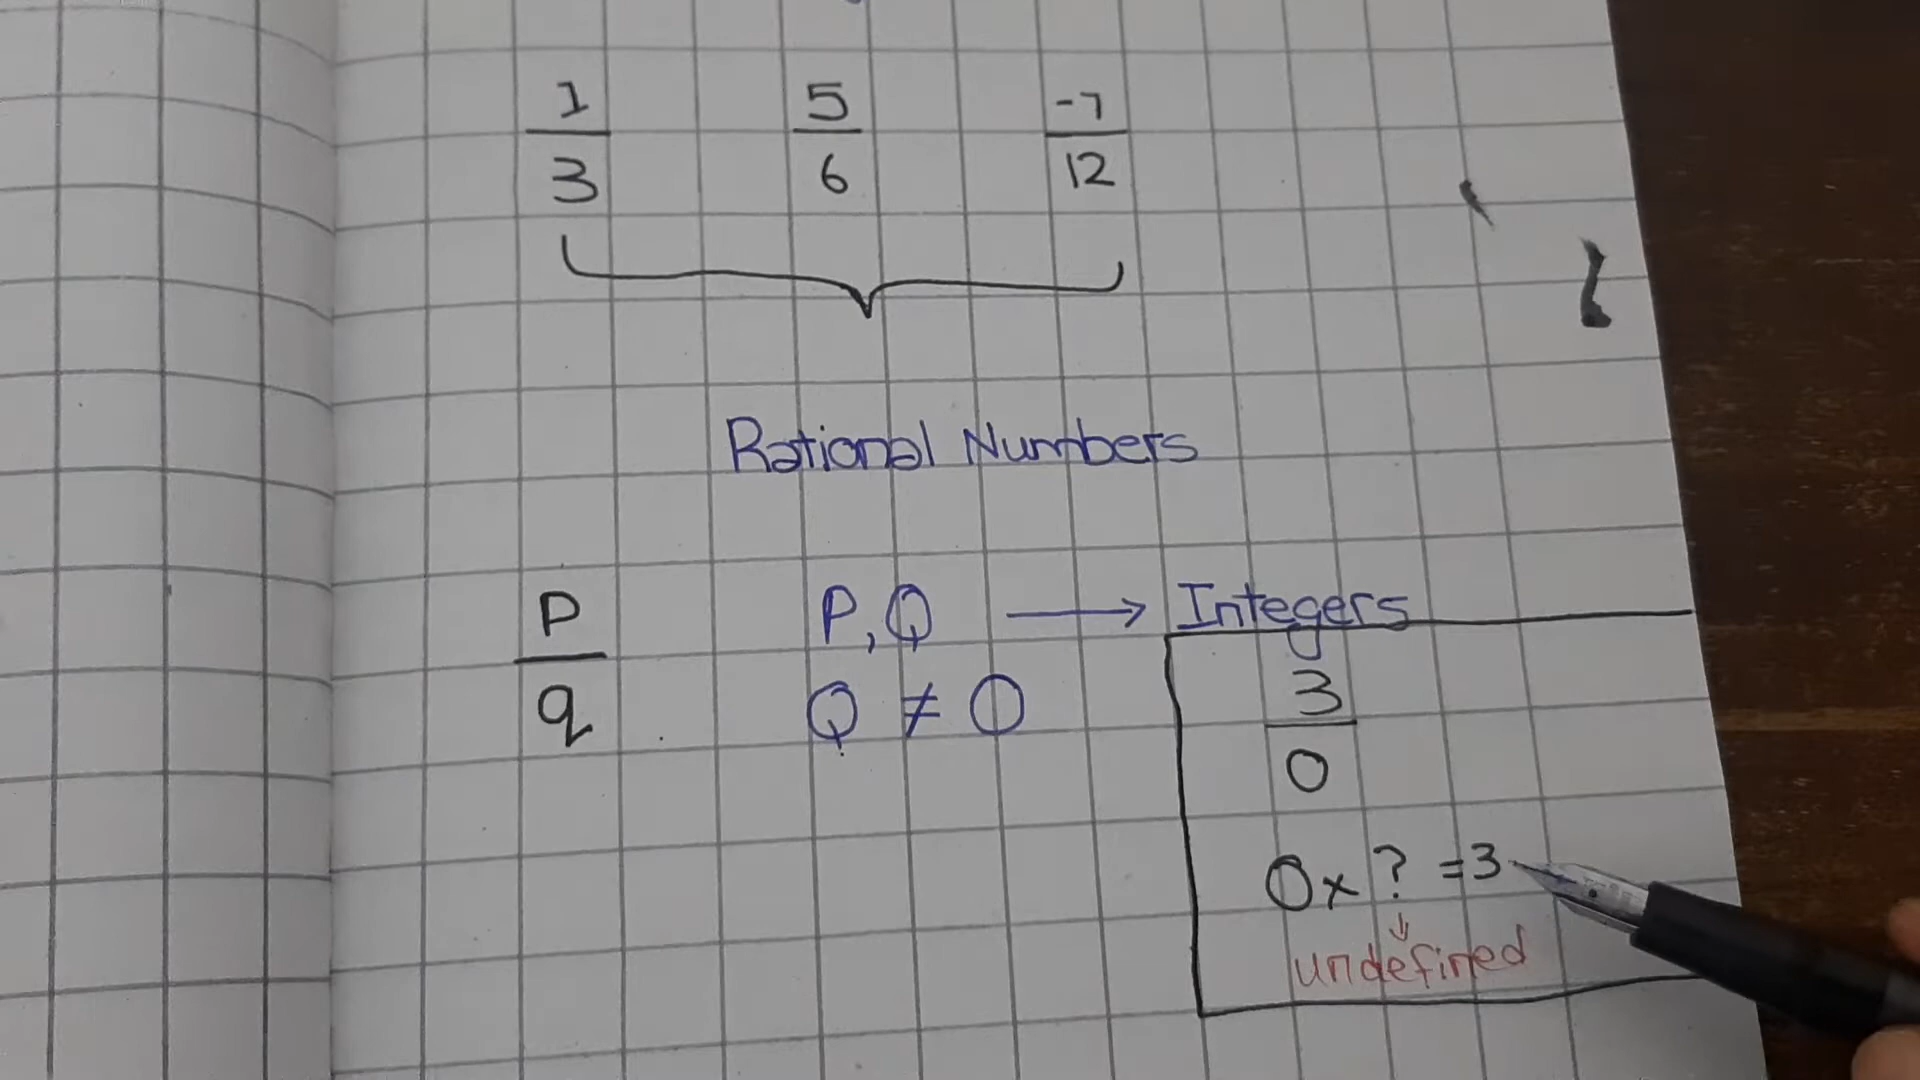 1/3 5/6 -7/12
Rational Numbers
P/q P, Q → Integers
Q ≠ 0
3/0
0 x ? = 3
↓
undefined